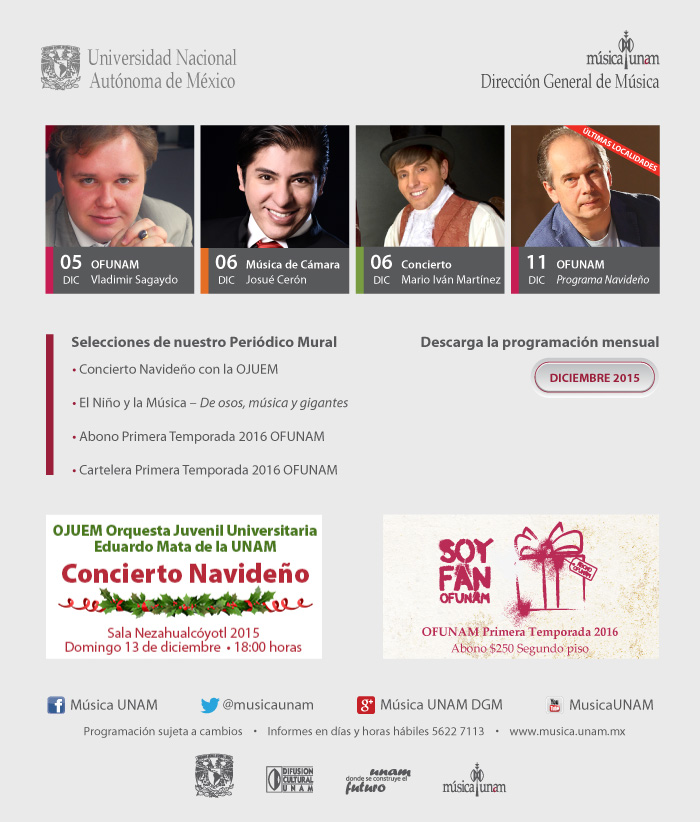 Universidad Nacional
Autónoma de México
música unam
Dirección General de Música
ÚLTIMAS LOCALIDADES
05 DIC OFUNAM
Vladimir Sagaydo
06 DIC Música de Cámara
Josué Cerón
06 DIC Concierto
Mario Iván Martínez
11 DIC OFUNAM
Programa Navideño
Selecciones de nuestro Periódico Mural
• Concierto Navideño con la OJUEM
• El Niño y la Música – De osos, música y gigantes
• Abono Primera Temporada 2016 OFUNAM
• Cartelera Primera Temporada 2016 OFUNAM
Descarga la programación mensual
DICIEMBRE 2015
OJUEM Orquesta Juvenil Universitaria
Eduardo Mata de la UNAM
Concierto Navideño
Sala Nezahualcóyotl 2015
Domingo 13 de diciembre • 18:00 horas
SOY
FAN
OFUNAM
ABONO
OFUNAM
OFUNAM Primera Temporada 2016
Abono $250 Segundo piso
Música UNAM
@musicaunam
Música UNAM DGM
MusicaUNAM
Programación sujeta a cambios • Informes en días y horas hábiles 5622 7113 • www.musica.unam.mx
DIFUSIÓN
CULTURAL
UNAM
unam
donde se construye el
futuro
música unam